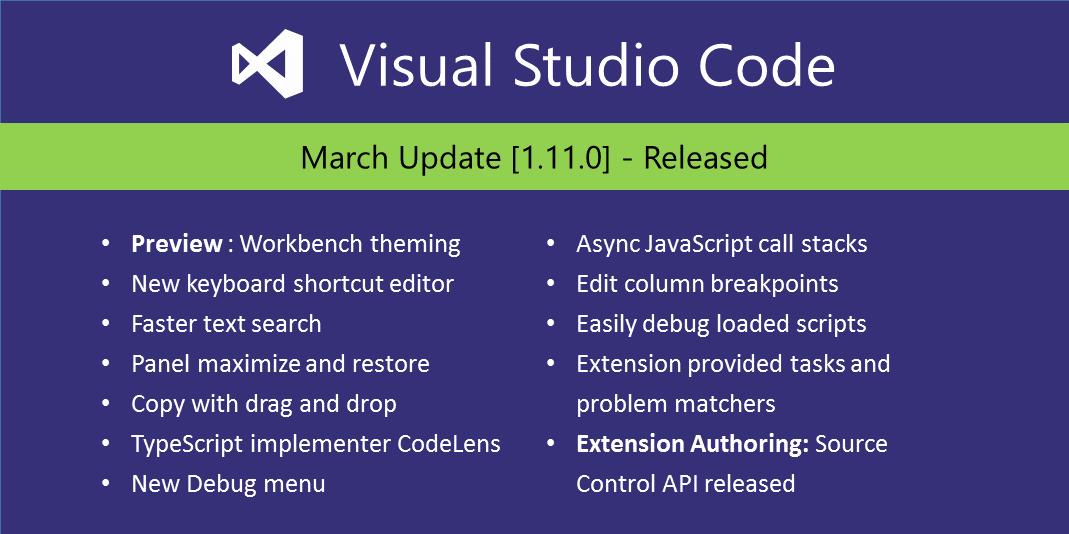 Visual Studio Code
March Update [1.11.0] - Released
• Preview : Workbench theming
• New keyboard shortcut editor
• Faster text search
• Panel maximize and restore
• Copy with drag and drop
• TypeScript implementer CodeLens
• New Debug menu
• Async JavaScript call stacks
• Edit column breakpoints
• Easily debug loaded scripts
• Extension provided tasks and
problem matchers
• Extension Authoring: Source
Control API released